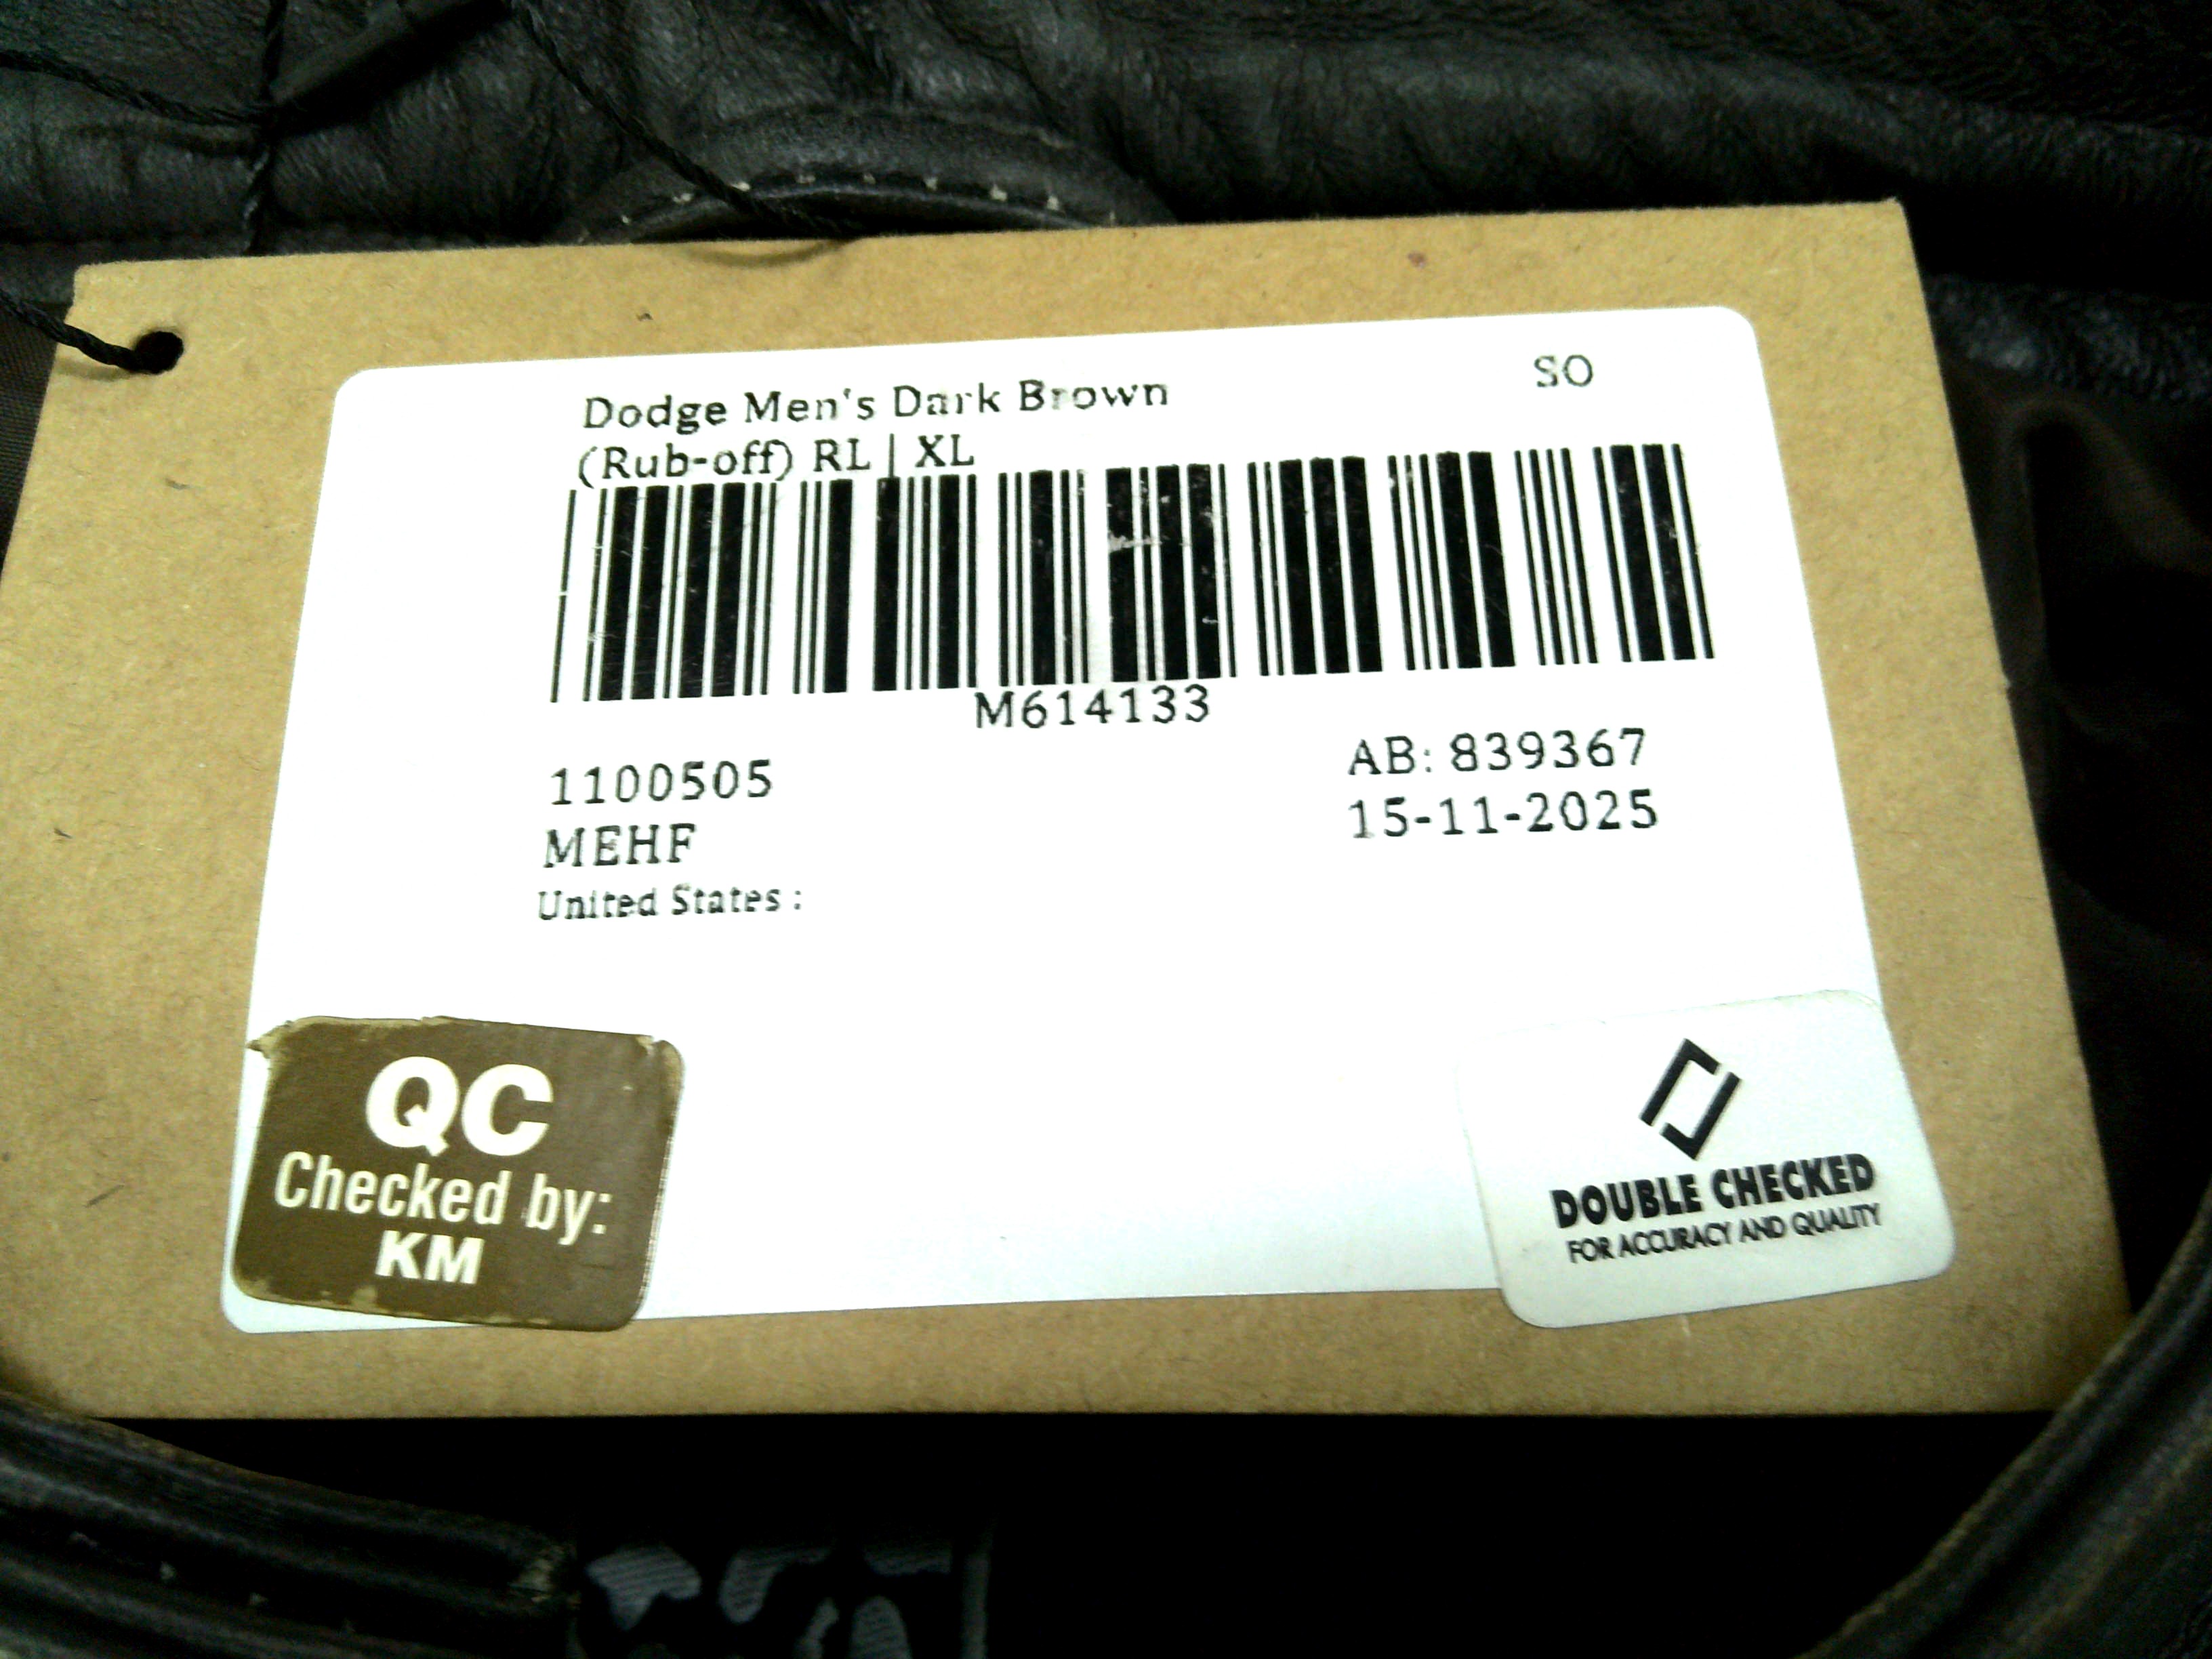 Dodge Men's Dark Brown
(Rub-off) RL | XL
SO
M614133
1100505
MEHF
United States :
AB: 839367
15-11-2025
QC
Checked by:
KM
DOUBLE CHECKED
FOR ACCURACY AND QUALITY